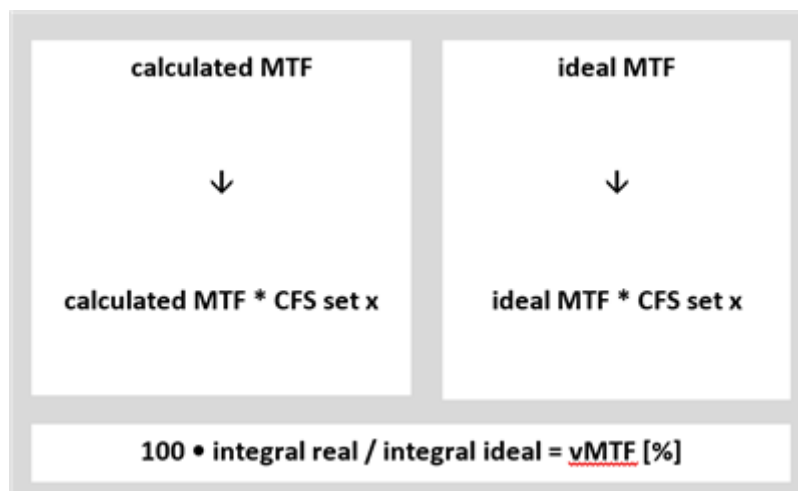 calculated MTF
ideal MTF
↓
↓
calculated MTF * CFS set x
ideal MTF * CFS set x
100 • integral real / integral ideal = vMTF [%]